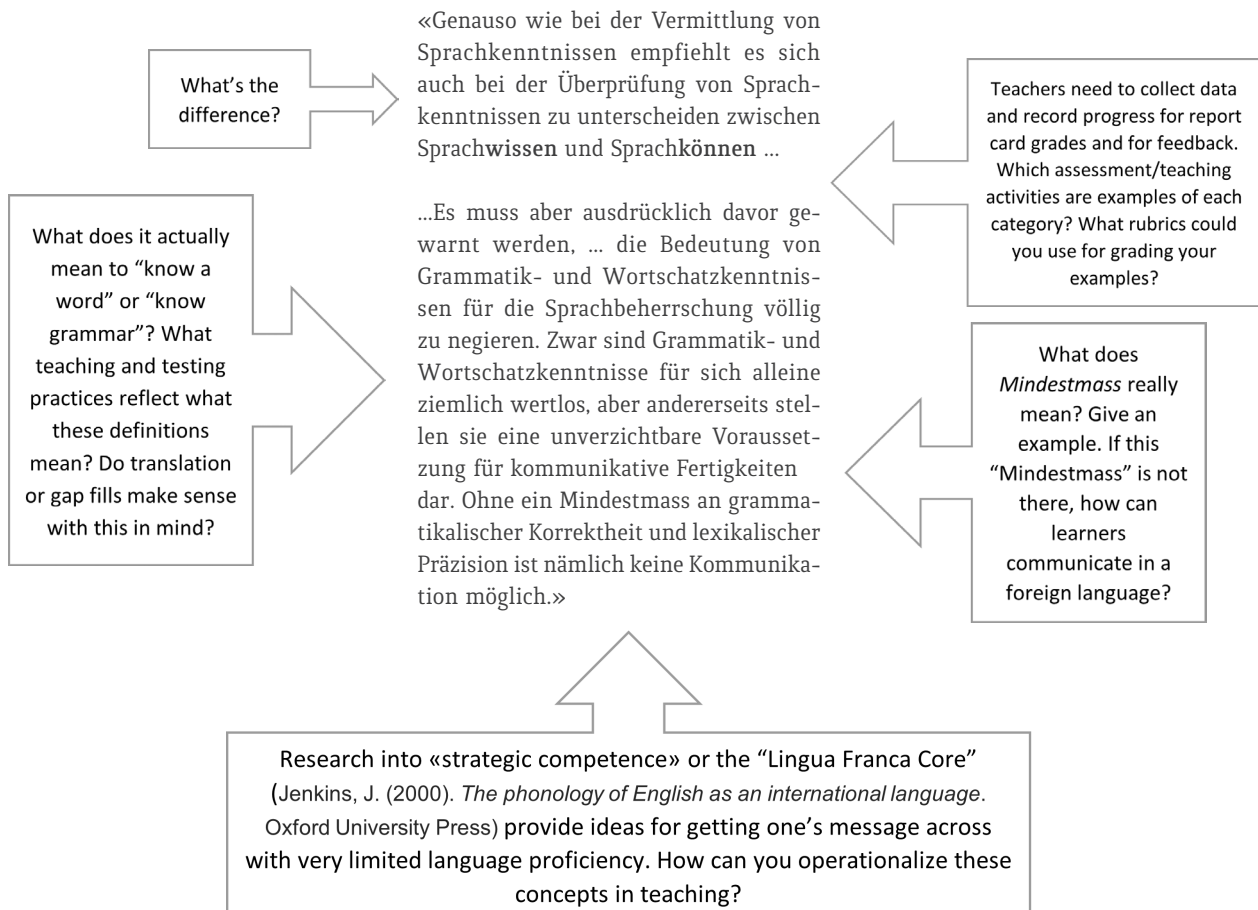 «Genauso wie bei der Vermittlung von
Sprachkenntnissen empfiehlt es sich
auch bei der Überprüfung von Sprach-
kenntnissen zu unterscheiden zwischen
Sprachwissen und Sprachkönnen ...
What’s the
difference?
Teachers need to collect data
and record progress for report
card grades and for feedback.
Which assessment/teaching
activities are examples of each
category? What rubrics could
you use for grading your
examples?
...Es muss aber ausdrücklich davor ge-
warnt werden, ... die Bedeutung von
Grammatik- und Wortschatzkenntnis-
sen für die Sprachbeherrschung völlig
zu negieren. Zwar sind Grammatik- und
Wortschatzkenntnisse für sich alleine
ziemlich wertlos, aber andererseits stel-
len sie eine unverzichtbare Vorausset-
zung für kommunikative Fertigkeiten
dar. Ohne ein Mindestmass an gramma-
tikalischer Korrektheit und lexikalischer
Präzision ist nämlich keine Kommunika-
tion möglich.»
What does it actually
mean to “know a
word” or “know
grammar”? What
teaching and testing
practices reflect what
these definitions
mean? Do translation
or gap fills make sense
with this in mind?
What does
Mindestmass really
mean? Give an
example. If this
“Mindestmass” is not
there, how can
learners
communicate in a
foreign language?
Research into «strategic competence» or the “Lingua Franca Core”
(Jenkins, J. (2000). The phonology of English as an international language.
Oxford University Press) provide ideas for getting one’s message across
with very limited language proficiency. How can you operationalize these
concepts in teaching?